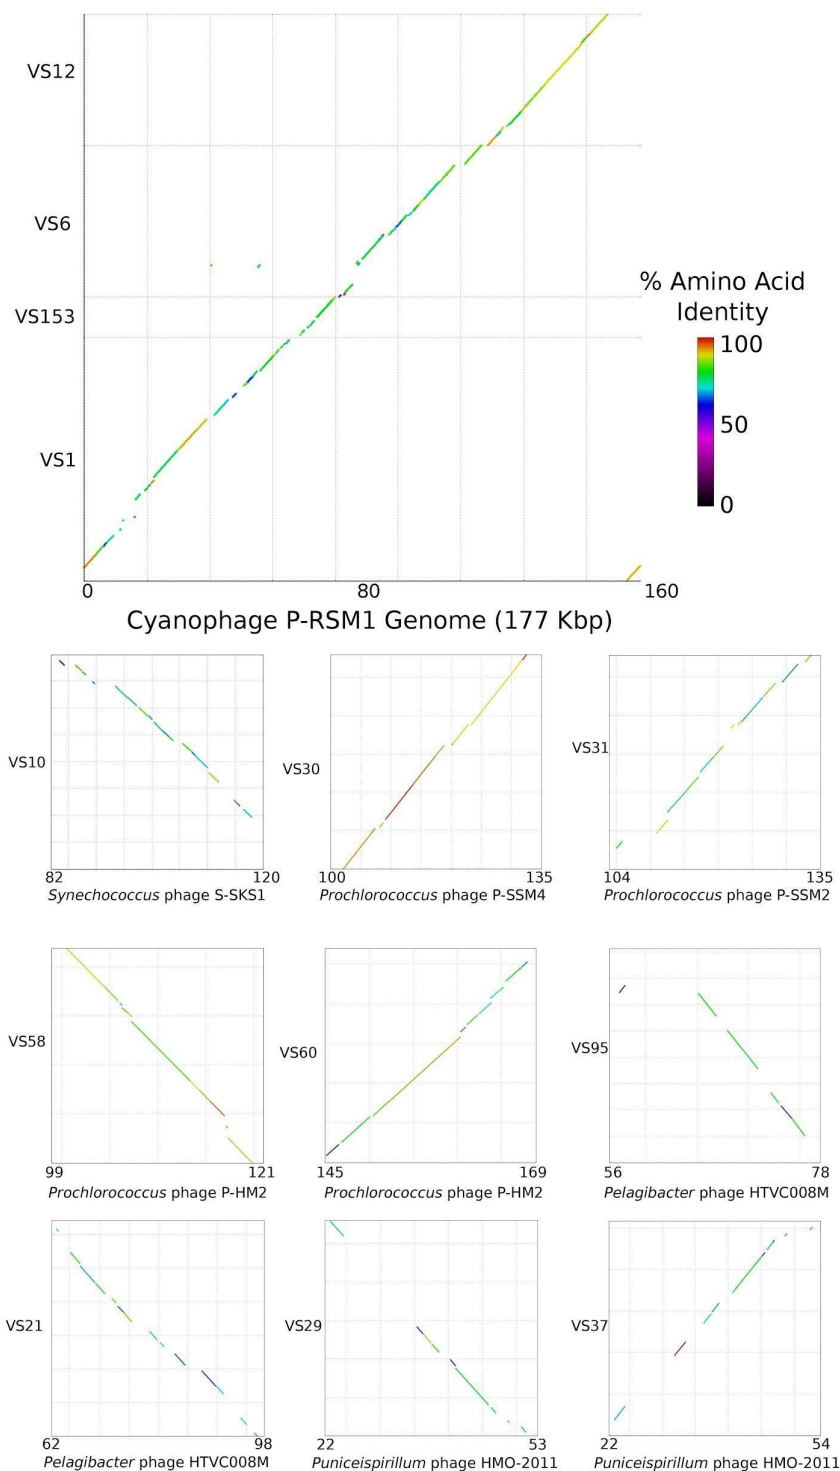 VS12
VS6
VS153
VS1
% Amino Acid
Identity
100
50
0
0 80 160
Cyanophage P-RSM1 Genome (177 Kbp)
VS10
82 120
Synechococcus phage S-SKS1
VS30
100 135
Prochlorococcus phage P-SSM4
VS31
104 135
Prochlorococcus phage P-SSM2
VS58
99 121
Prochlorococcus phage P-HM2
VS60
145 169
Prochlorococcus phage P-HM2
VS95
56 78
Pelagibacter phage HTVC008M
VS21
62 98
Pelagibacter phage HTVC008M
VS29
22 53
Puniceispirillum phage HMO-2011
VS37
22 54
Puniceispirillum phage HMO-2011